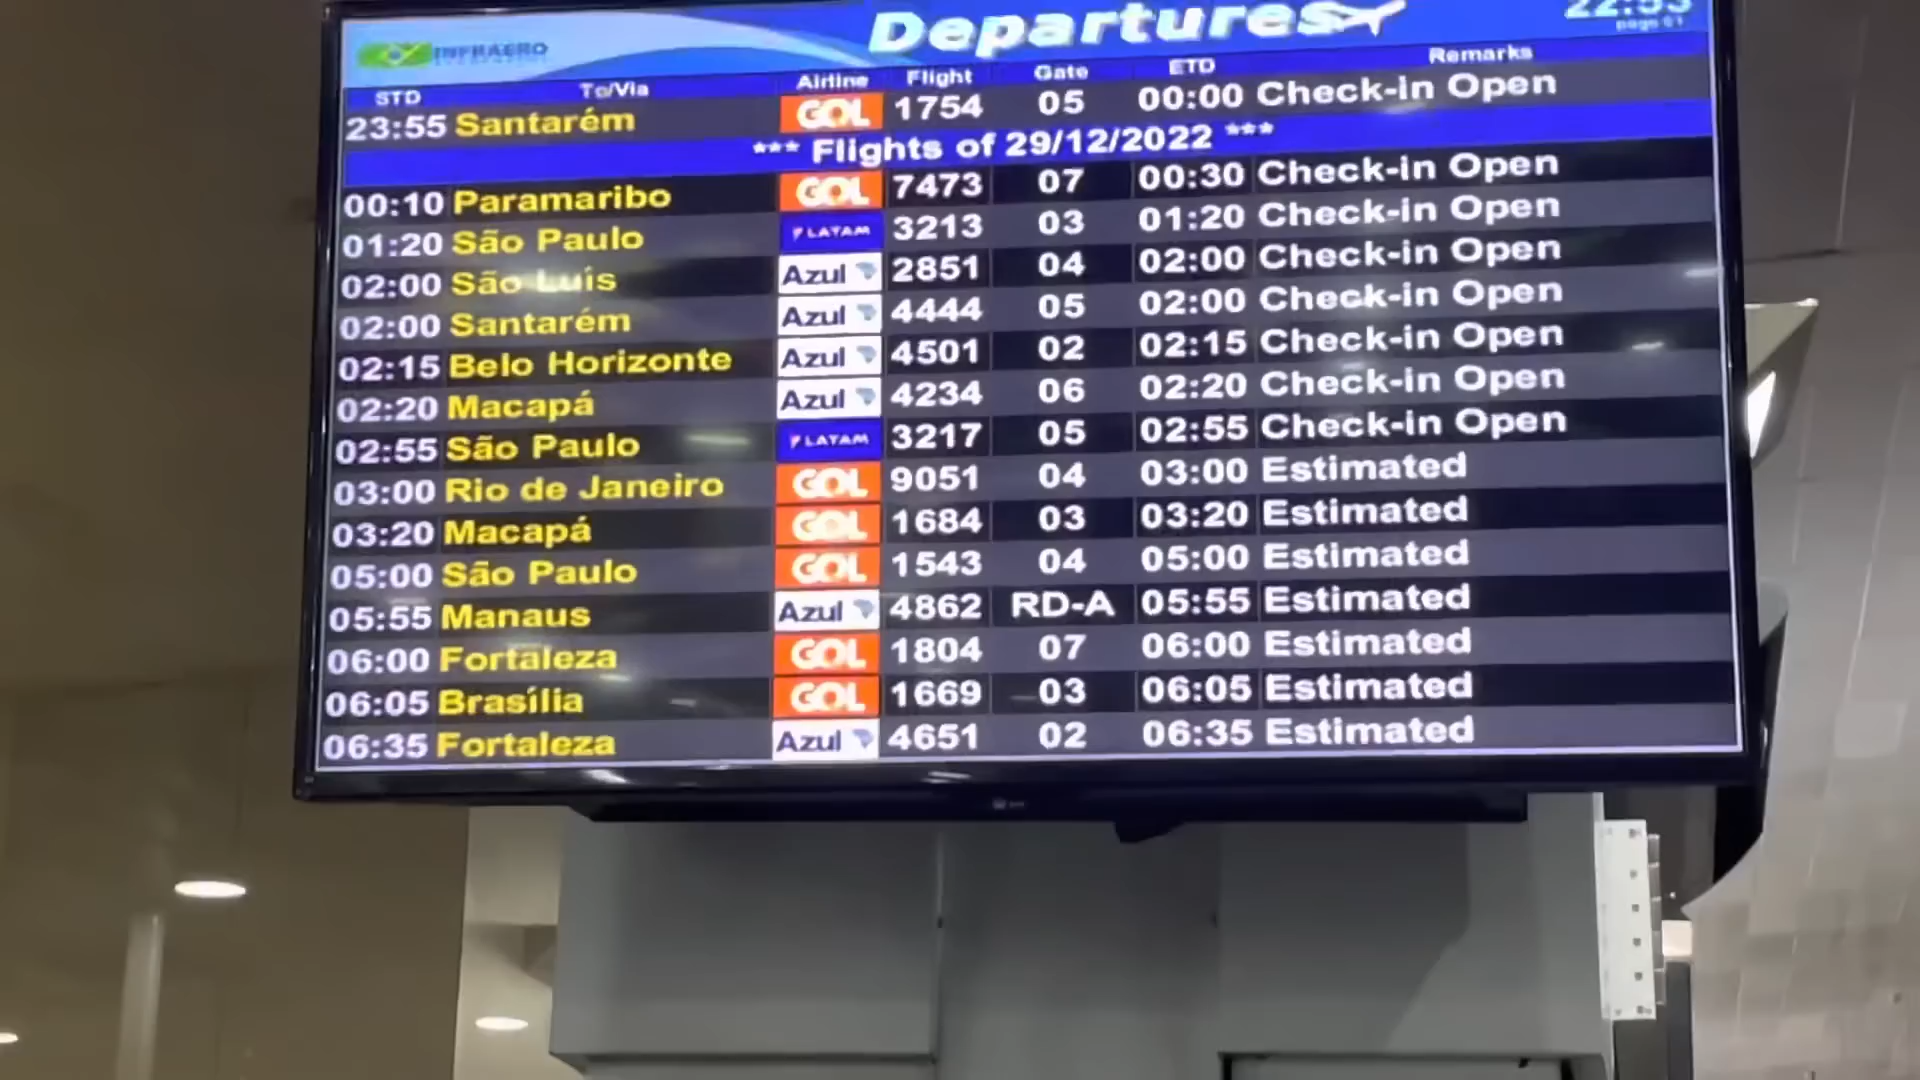 Departures 22:53
INFRAERO page 01
STD To/Via Airline Flight Gate ETD Remarks
23:55 Santarém GOL 1754 05 00:00 Check-in Open
*** Flights of 29/12/2022 ***
00:10 Paramaribo GOL 7473 07 00:30 Check-in Open
01:20 São Paulo LATAM 3213 03 01:20 Check-in Open
02:00 São Luís Azul 2851 04 02:00 Check-in Open
02:00 Santarém Azul 4444 05 02:00 Check-in Open
02:15 Belo Horizonte Azul 4501 02 02:15 Check-in Open
02:20 Macapá Azul 4234 06 02:20 Check-in Open
02:55 São Paulo LATAM 3217 05 02:55 Check-in Open
03:00 Rio de Janeiro GOL 9051 04 03:00 Estimated
03:20 Macapá GOL 1684 03 03:20 Estimated
05:00 São Paulo GOL 1543 04 05:00 Estimated
05:55 Manaus Azul 4862 RD-A 05:55 Estimated
06:00 Fortaleza GOL 1804 07 06:00 Estimated
06:05 Brasília GOL 1669 03 06:05 Estimated
06:35 Fortaleza Azul 4651 02 06:35 Estimated